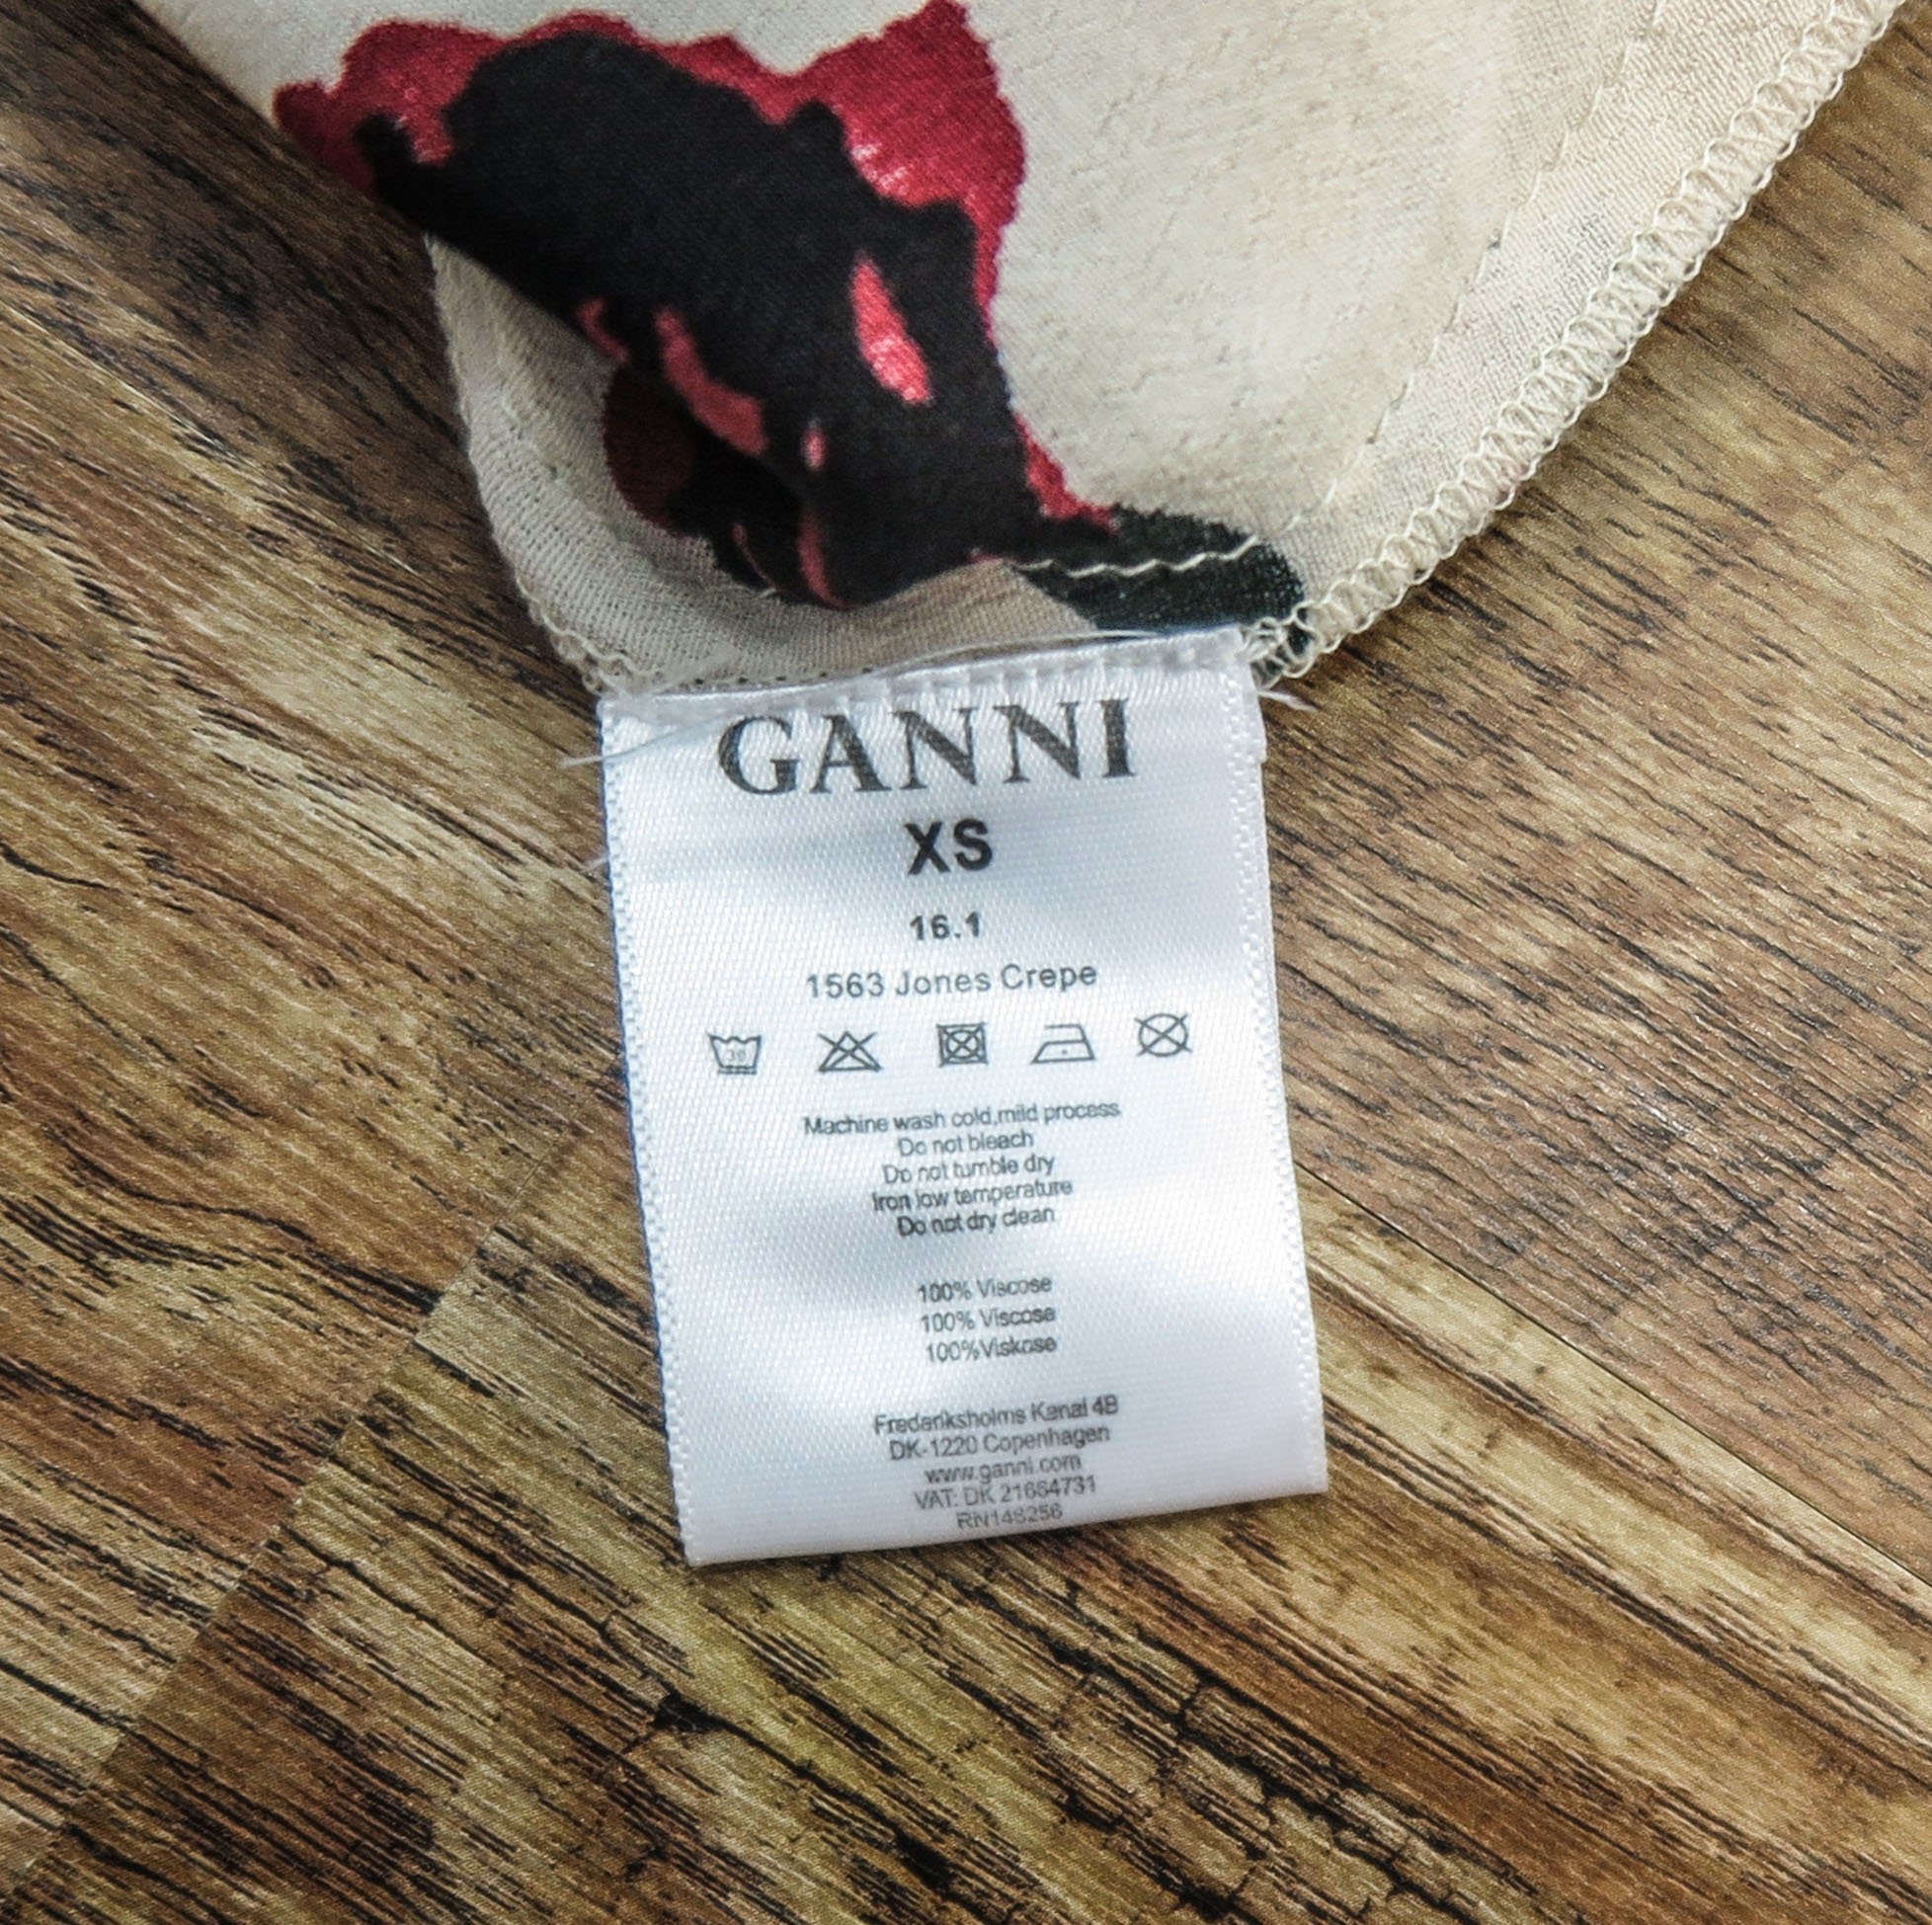 GANNI
XS
16.1
1563 Jones Crepe
30
Machine wash cold,mild process
Do not bleach
Do not tumble dry
Iron low temperature
Do not dry clean
100% Viscose
100% Viscose
100%Viskose
Frederiksholms Kanal 4B
DK-1220 Copenhagen
www.ganni.com
VAT: DK 21664731
RN148256